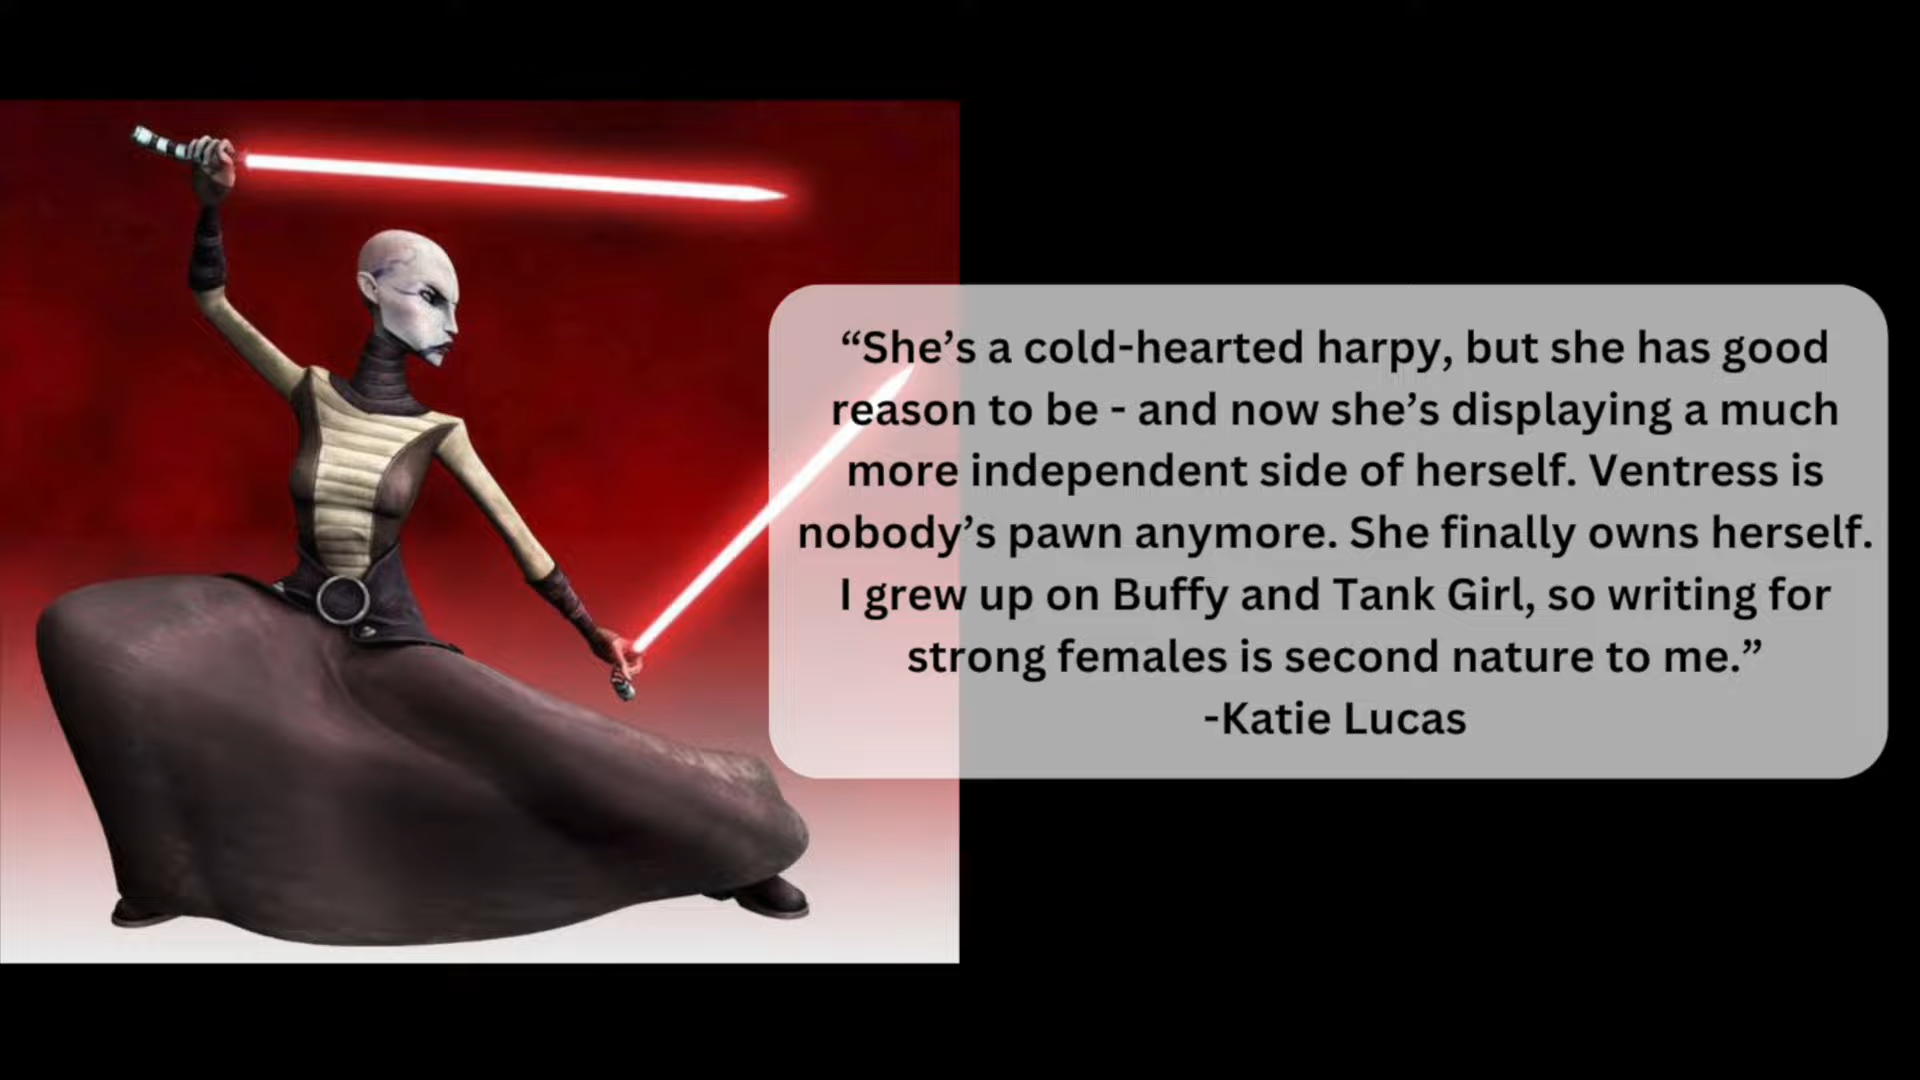 “She’s a cold-hearted harpy, but she has good
reason to be - and now she’s displaying a much
more independent side of herself. Ventress is
nobody’s pawn anymore. She finally owns herself.
I grew up on Buffy and Tank Girl, so writing for
strong females is second nature to me.”
-Katie Lucas